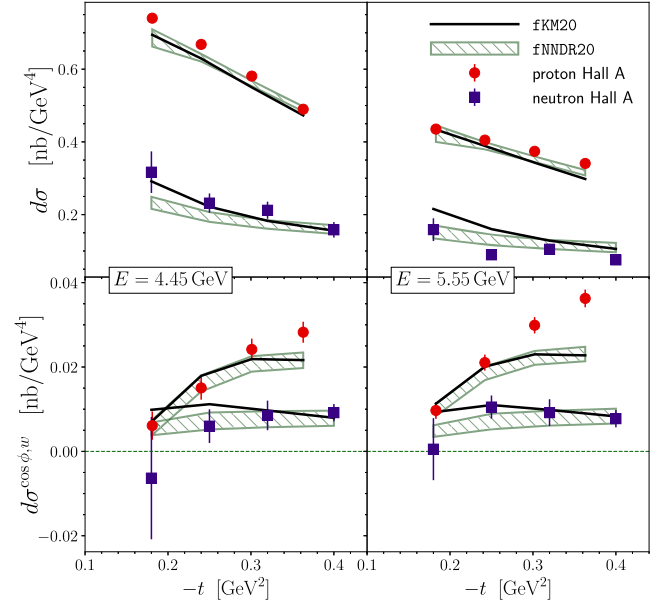 0.6
0.4
0.2
dσ [nb/GeV⁴]
fKM20
fNNDR20
proton Hall A
neutron Hall A
E = 4.45 GeV
E = 5.55 GeV
0.04
0.02
0.00
−0.02
dσ^{cos ϕ,w} [nb/GeV⁴]
0.1 0.2 0.3 0.4 0.1 0.2 0.3 0.4
−t [GeV²] −t [GeV²]